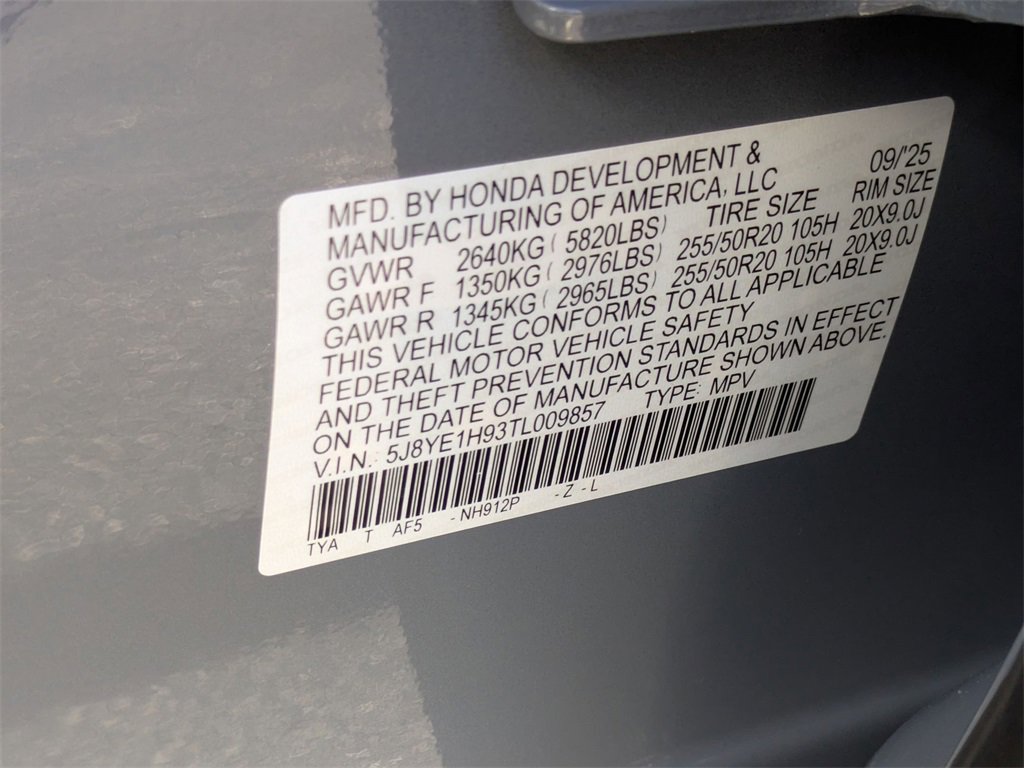 09/'25
MFD. BY HONDA DEVELOPMENT &
MANUFACTURING OF AMERICA, LLC
TIRE SIZE RIM SIZE
GVWR 2640KG ( 5820LBS)
GAWR F 1350KG ( 2976LBS) 255/50R20 105H 20X9.0J
GAWR R 1345KG ( 2965LBS) 255/50R20 105H 20X9.0J
THIS VEHICLE CONFORMS TO ALL APPLICABLE
FEDERAL MOTOR VEHICLE SAFETY
AND THEFT PREVENTION STANDARDS IN EFFECT
ON THE DATE OF MANUFACTURE SHOWN ABOVE.
V.I.N.: 5J8YE1H93TL009857 TYPE: MPV
TYA T AF5 -NH912P -Z -L